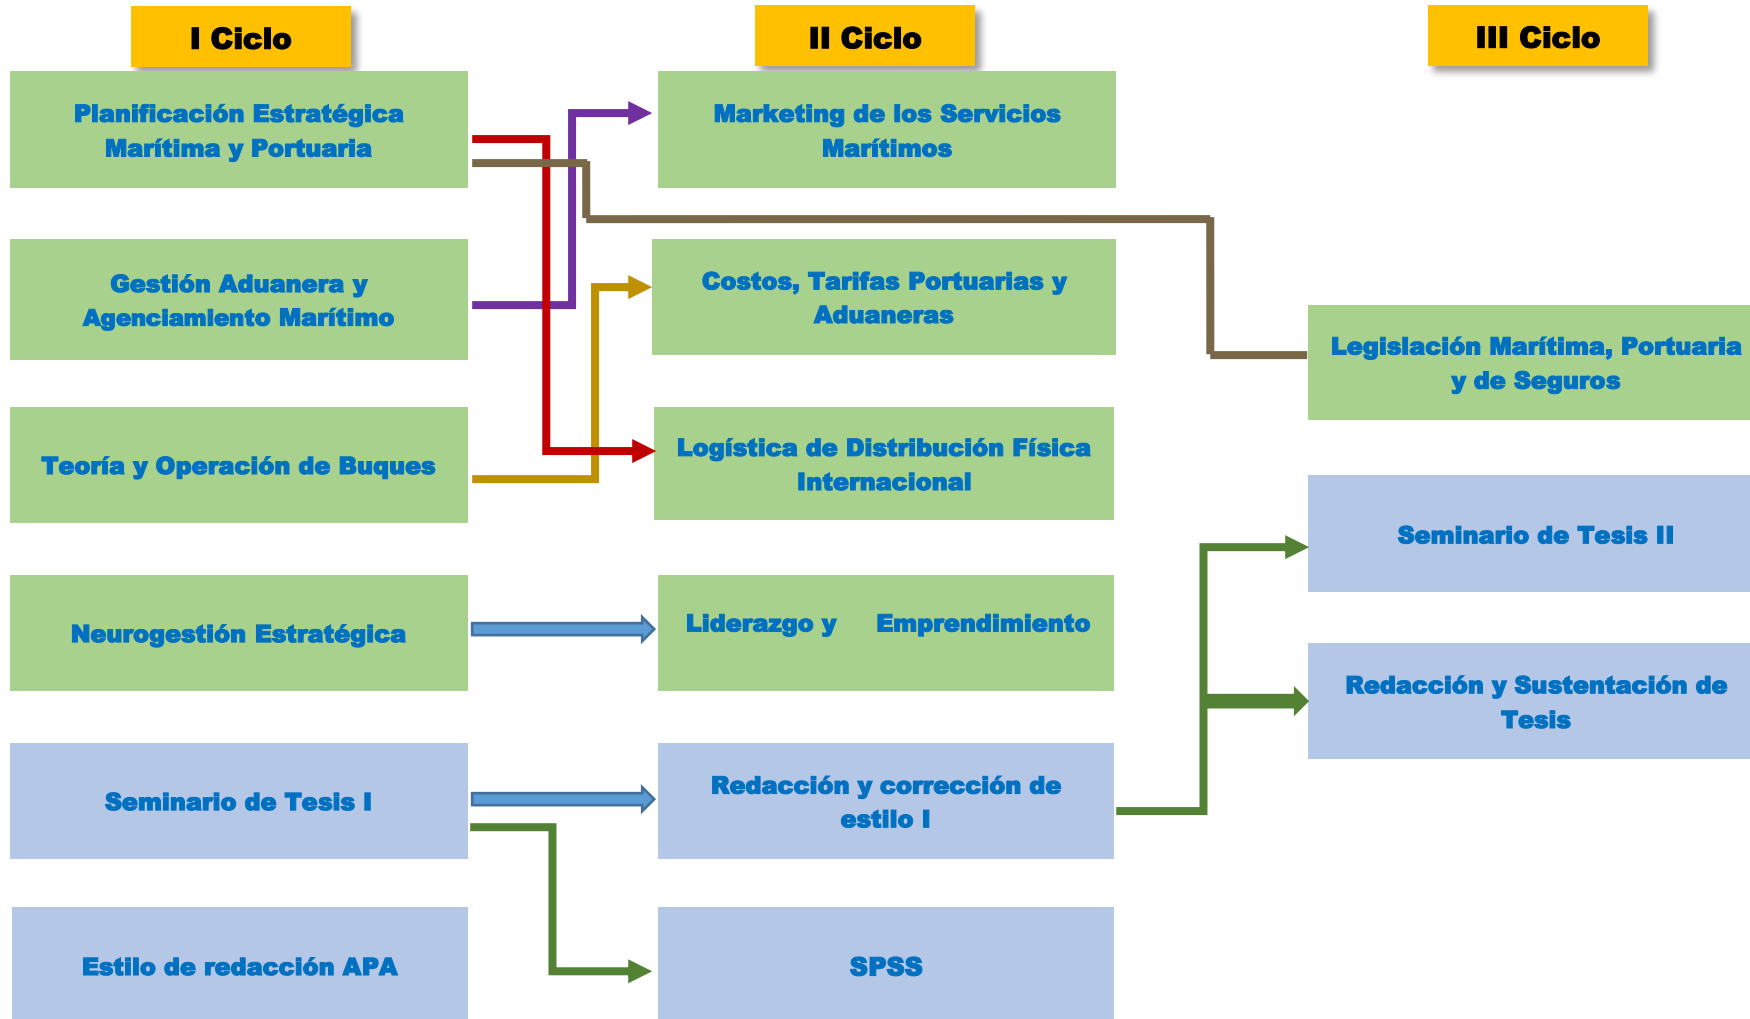 I Ciclo
II Ciclo
III Ciclo
Planificación Estratégica
Marítima y Portuaria
Marketing de los Servicios
Marítimos
Gestión Aduanera y
Agenciamiento Marítimo
Costos, Tarifas Portuarias y
Aduaneras
Legislación Marítima, Portuaria
y de Seguros
Teoría y Operación de Buques
Logística de Distribución Física
Internacional
Seminario de Tesis II
Neurogestión Estratégica
Liderazgo y Emprendimiento
Redacción y Sustentación de
Tesis
Seminario de Tesis I
Redacción y corrección de
estilo I
Estilo de redacción APA
SPSS